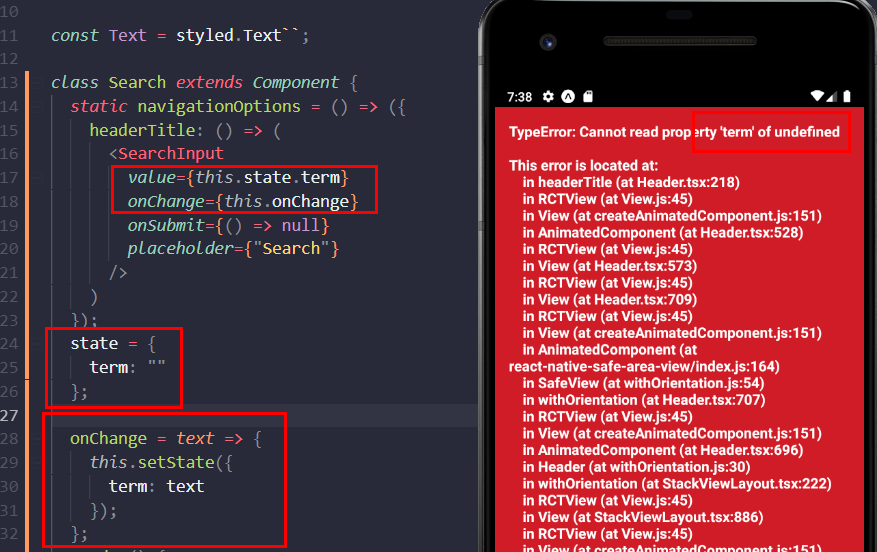 10
11 const Text = styled.Text``;
12
13 class Search extends Component {
14 static navigationOptions = () => ({
15 headerTitle: () => (
16 <SearchInput
17 value={this.state.term}
18 onChange={this.onChange}
19 onSubmit={() => null}
20 placeholder={"Search"}
21 />
22 )
23 });
24 state = {
25 term: ""
26 };
27
28 onChange = text => {
29 this.setState({
30 term: text
31 });
32 };
7:38
TypeError: Cannot read property 'term' of undefined
This error is located at:
in headerTitle (at Header.tsx:218)
in RCTView (at View.js:45)
in View (at createAnimatedComponent.js:151)
in AnimatedComponent (at Header.tsx:528)
in RCTView (at View.js:45)
in View (at Header.tsx:573)
in RCTView (at View.js:45)
in View (at Header.tsx:709)
in RCTView (at View.js:45)
in View (at createAnimatedComponent.js:151)
in AnimatedComponent (at
react-native-safe-area-view/index.js:164)
in SafeView (at withOrientation.js:54)
in withOrientation (at Header.tsx:707)
in RCTView (at View.js:45)
in View (at createAnimatedComponent.js:151)
in AnimatedComponent (at Header.tsx:696)
in Header (at withOrientation.js:30)
in withOrientation (at StackViewLayout.tsx:222)
in RCTView (at View.js:45)
in View (at StackViewLayout.tsx:886)
in RCTView (at View.js:45)
in View (at createAnimatedComponent.js:151)